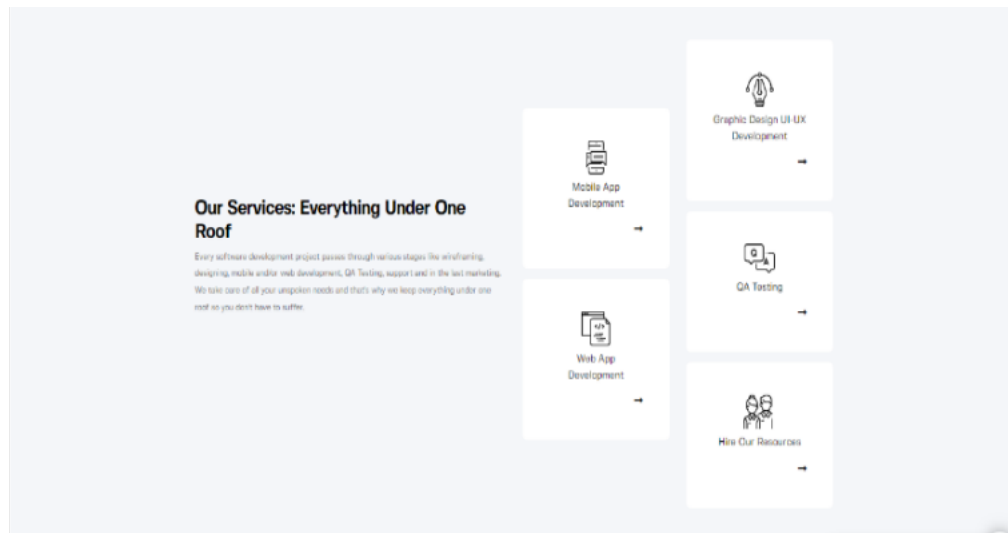 Our Services: Everything Under One
Roof
Every software development project passes through various stages like wireframing,
designing, mobile and/or web development, QA Testing, support and in the last marketing.
We take care of all your unspoken needs and that's why we keep everything under one
roof so you don't have to suffer.
Mobile App
Development
Web App
Development
Graphic Design UI-UX
Development
QA Testing
Hire Our Resources